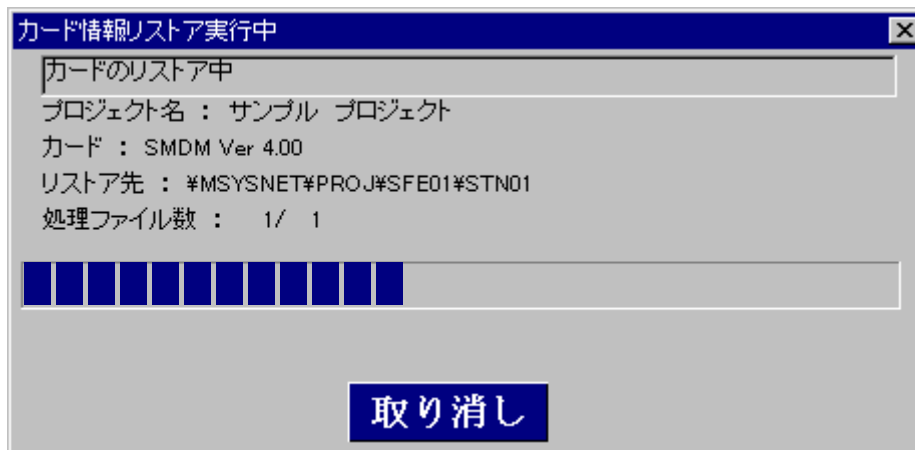 カード情報リストア実行中
カードのリストア中
プロジェクト名 : サンプル プロジェクト
カード : SMDM Ver 4.00
リストア先 : ¥MSYSNET¥PROJ¥SFE01¥STN01
処理ファイル数 : 1/ 1
取り消し